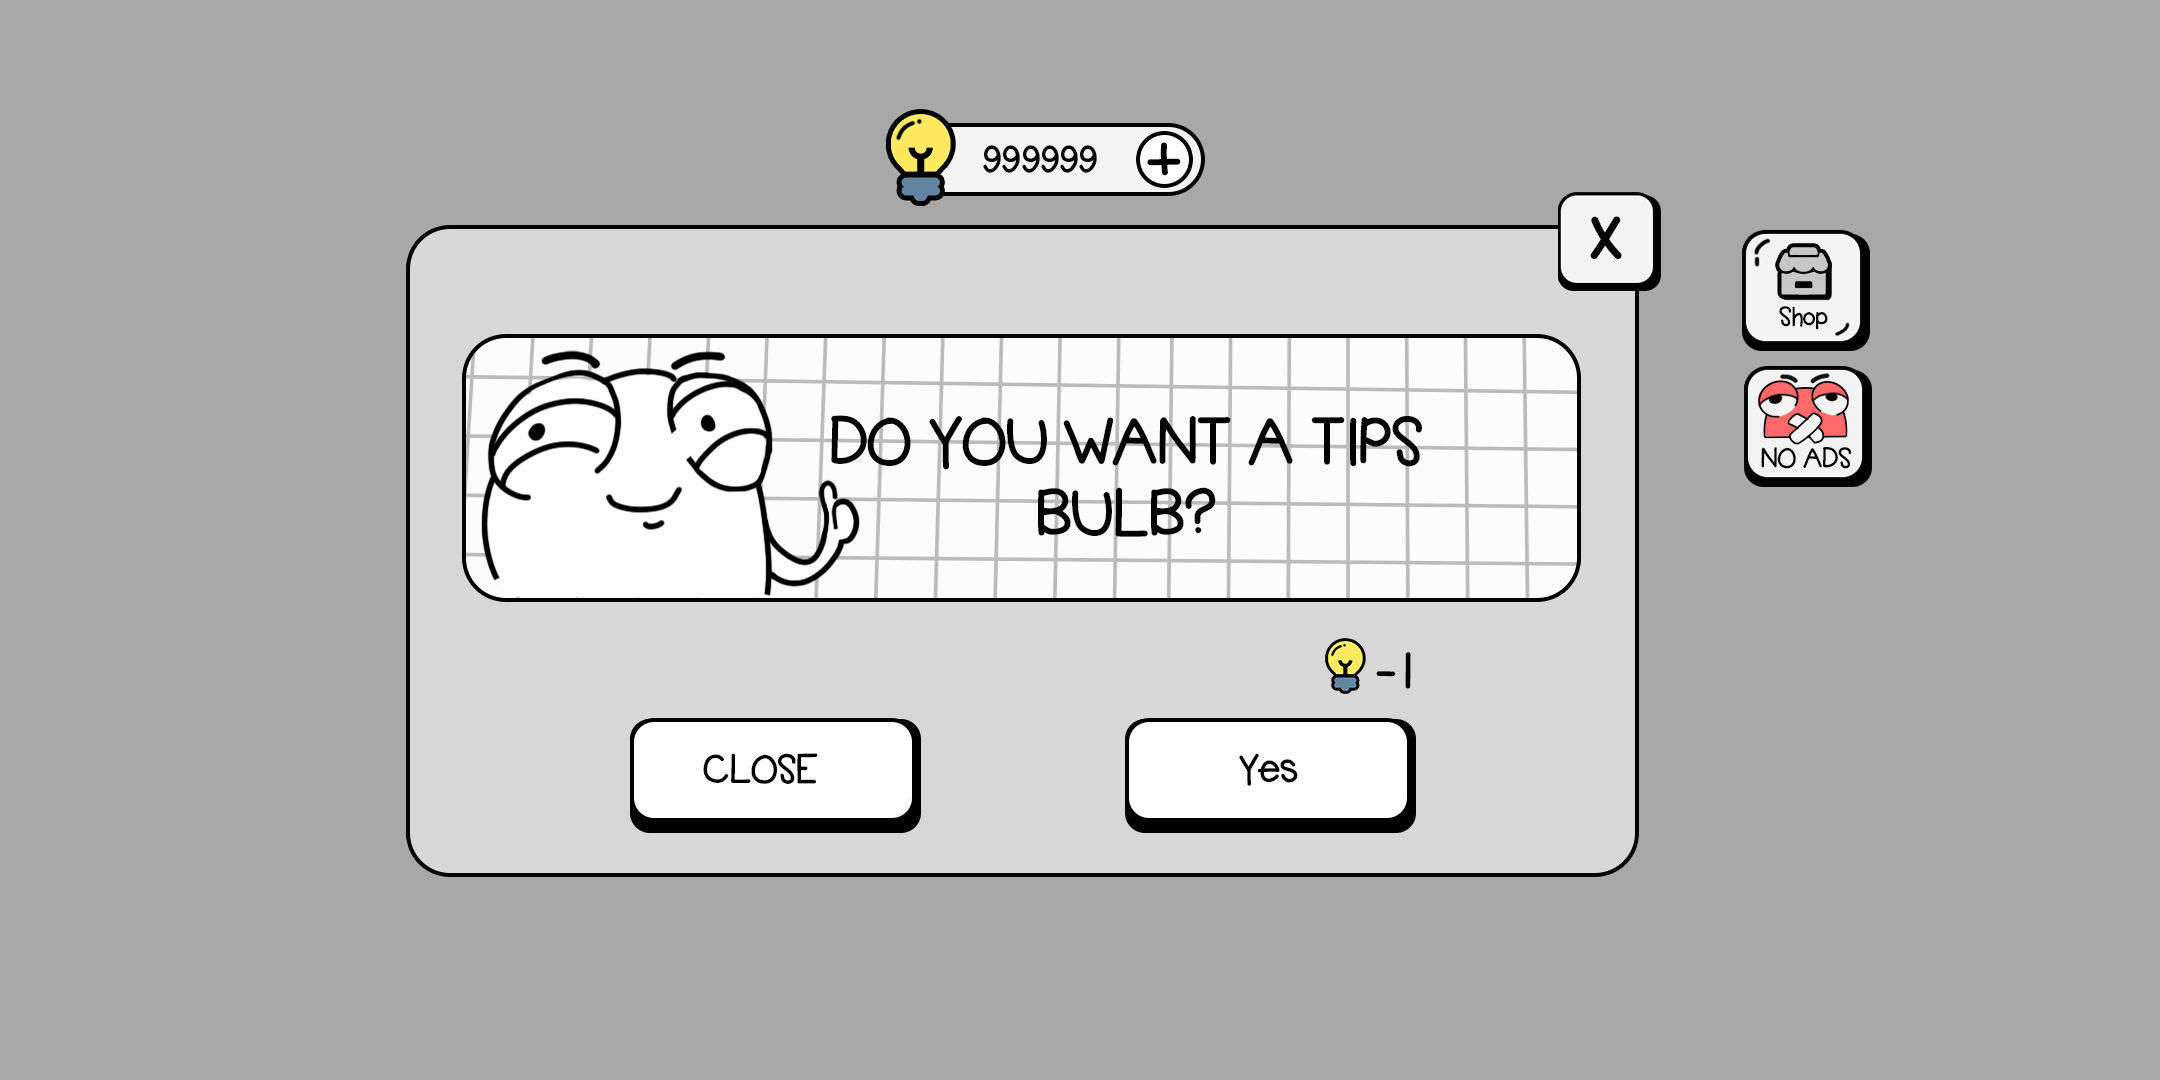 999999
X
Shop
NO ADS
DO YOU WANT A TIPS
BULB?
-1
CLOSE
Yes